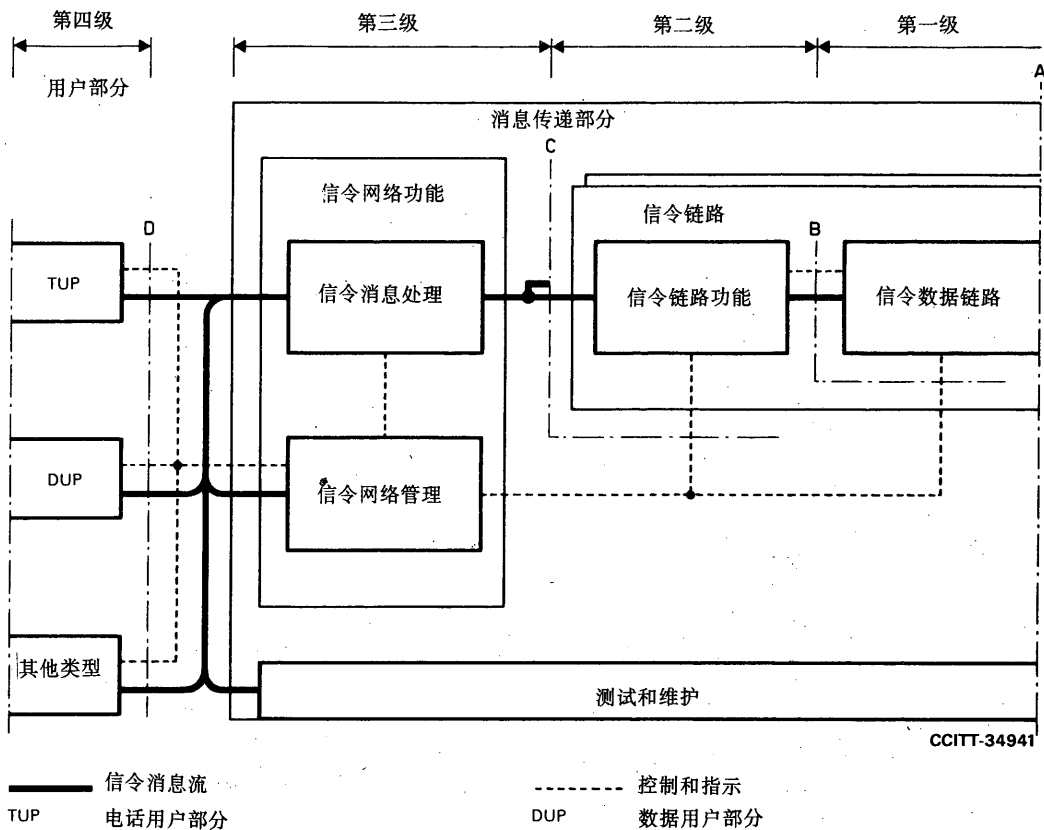 第四级
第三级
第二级
第一级
用户部分
A
消息传递部分
C
信令网络功能
信令链路
D
B
TUP
信令消息处理
信令链路功能
信令数据链路
DUP
信令网络管理
其他类型
测试和维护
CCITT-34941
信令消息流
控制和指示
TUP 电话用户部分
DUP 数据用户部分